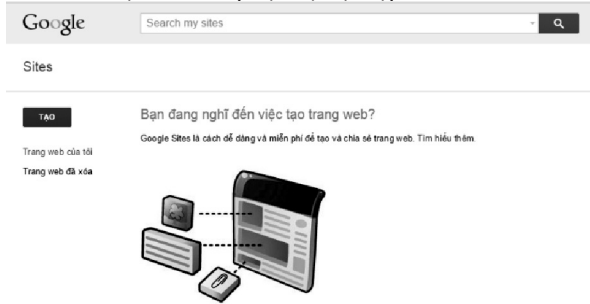 Google
Search my sites
Sites
TẠO
Trang web của tôi
Trang web đã xóa
Bạn đang nghĩ đến việc tạo trang web?
Google Sites là cách dễ dàng và miễn phí để tạo và chia sẻ trang web. Tìm hiểu thêm.